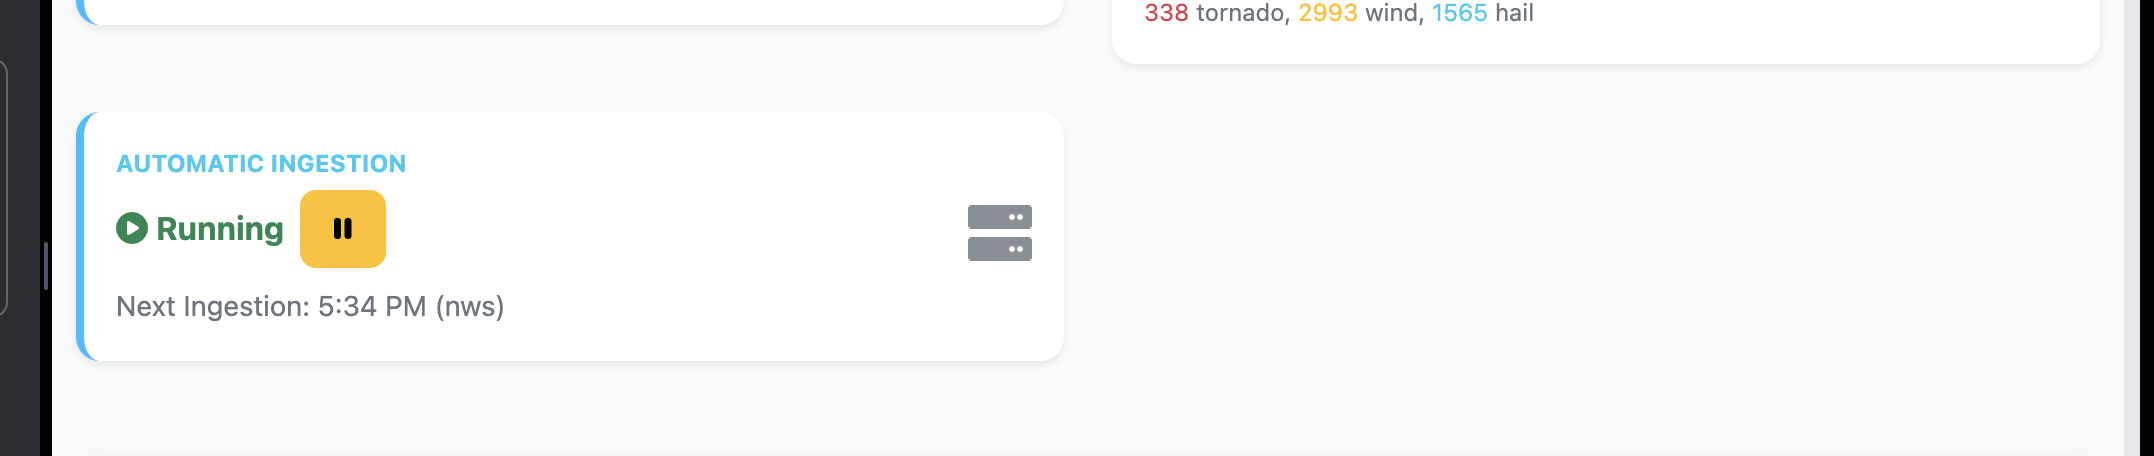 338 tornado, 2993 wind, 1565 hail
AUTOMATIC INGESTION
Running
Next Ingestion: 5:34 PM (nws)